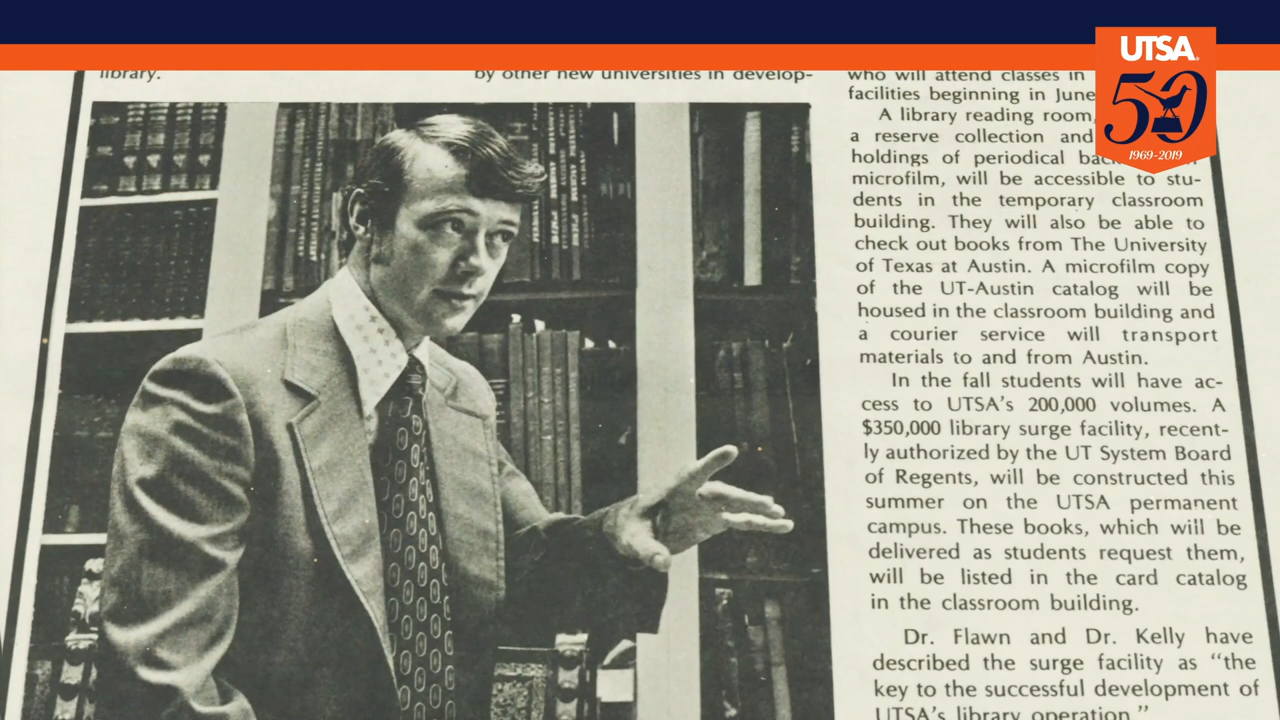 UTSA
50
1969-2019
library.
by other new universities in develop-
who will attend classes in
facilities beginning in June
A library reading room,
a reserve collection and
holdings of periodical
microfilm, will be accessible to stu-
dents in the temporary classroom
building. They will also be able to
check out books from The University
of Texas at Austin. A microfilm copy
of the UT-Austin catalog will be
housed in the classroom building and
a courier service will transport
materials to and from Austin.
In the fall students will have ac-
cess to UTSA's 200,000 volumes. A
$350,000 library surge facility, recent-
ly authorized by the UT System Board
of Regents, will be constructed this
summer on the UTSA permanent
campus. These books, which will be
delivered as students request them,
will be listed in the card catalog
in the classroom building.
Dr. Flawn and Dr. Kelly have
described the surge facility as "the
key to the successful development of
UTSA's library operation."